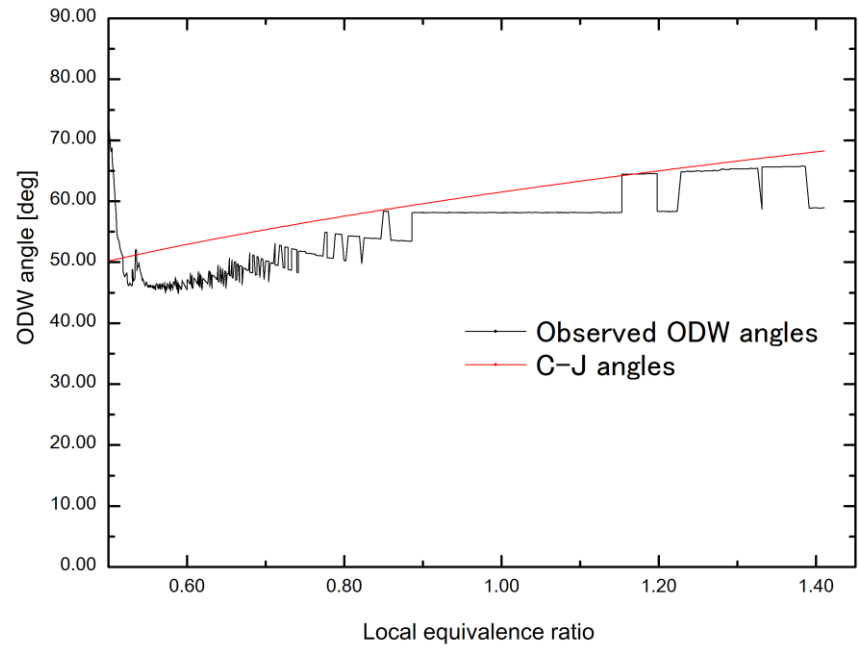 90.00
80.00
70.00
60.00
50.00
40.00
30.00
20.00
10.00
0.00
ODW angle [deg]
Observed ODW angles
C-J angles
0.60 0.80 1.00 1.20 1.40
Local equivalence ratio